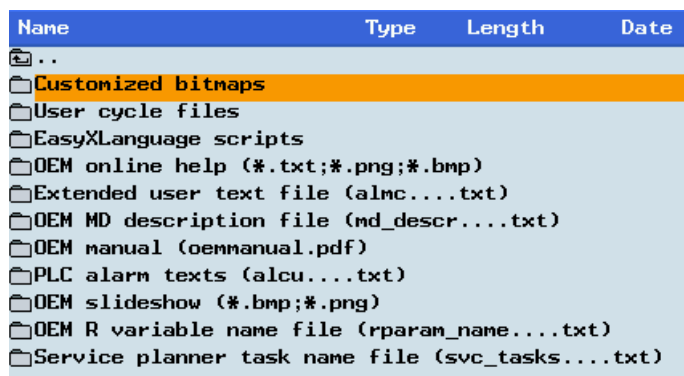 Name Type Length Date
..
Customized bitmaps
User cycle files
EasyXLanguage scripts
OEM online help (*.txt;*.png;*.bmp)
Extended user text file (almc....txt)
OEM MD description file (md_descr....txt)
OEM manual (oemmanual.pdf)
PLC alarm texts (alcu....txt)
OEM slideshow (*.bmp;*.png)
OEM R variable name file (rparam_name....txt)
Service planner task name file (svc_tasks....txt)